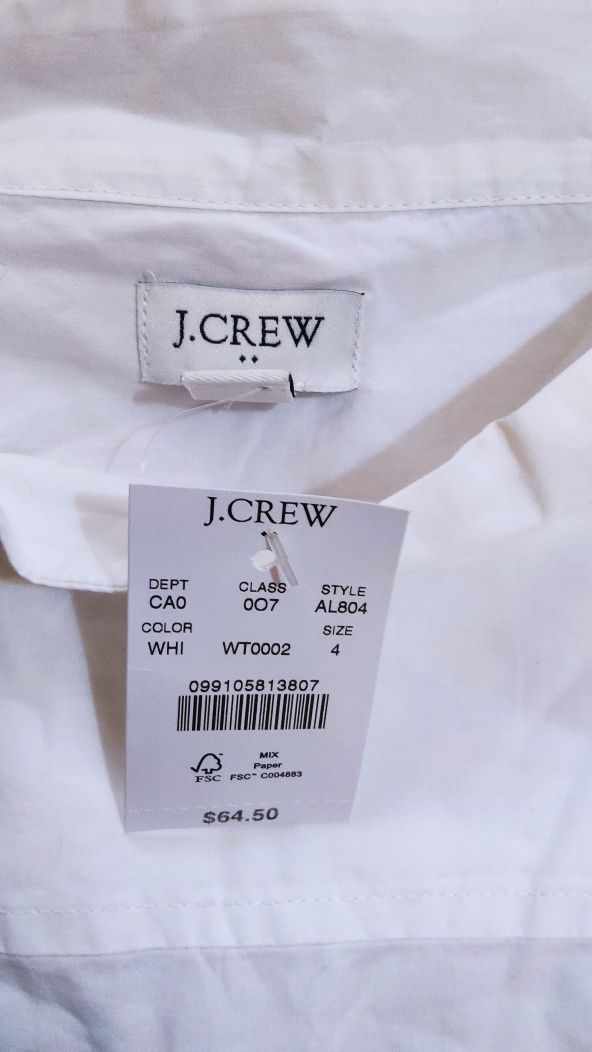 J.CREW
J.CREW
DEPT CLASS STYLE
CA0 0O7 AL804
COLOR SIZE
WHI WT0002 4
099105813807
FSC
MIX
Paper
FSC™ C004883
$64.50